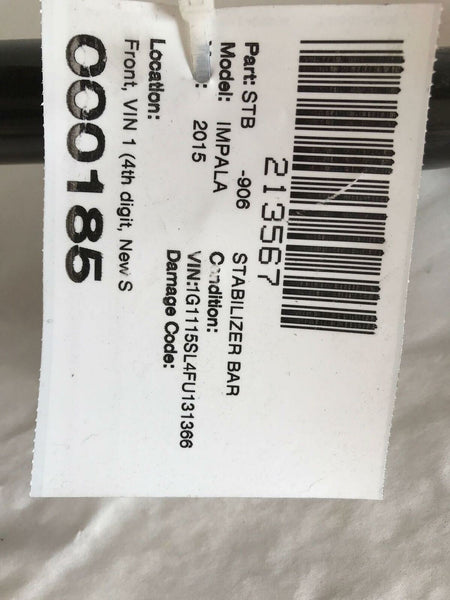 213567
Part: STB -906 STABILIZER BAR
Model: IMPALA Condition:
: 2015 VIN:1G1115SL4FU131366
Damage Code:
Location:
Front, VIN 1 (4th digit, New S
000185